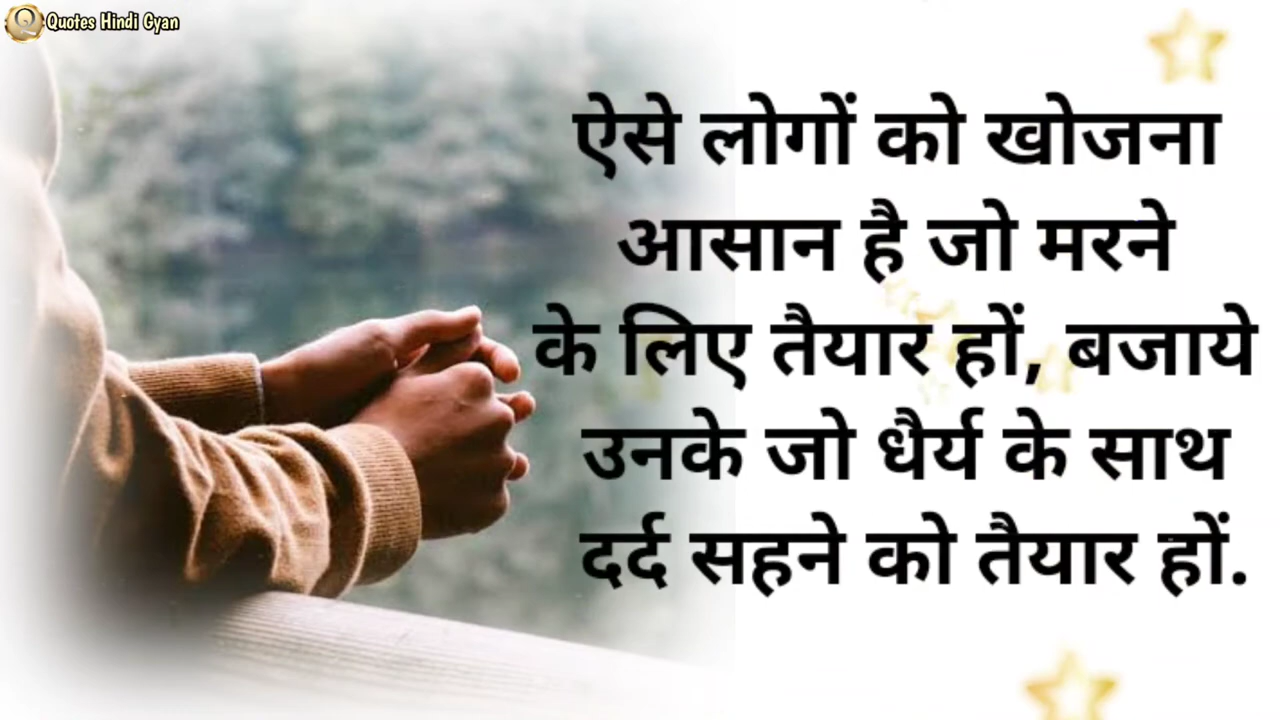 Quotes Hindi Gyan
ऐसे लोगों को खोजना
आसान है जो मरने
के लिए तैयार हों, बजाये
उनके जो धैर्य के साथ
दर्द सहने को तैयार हों.